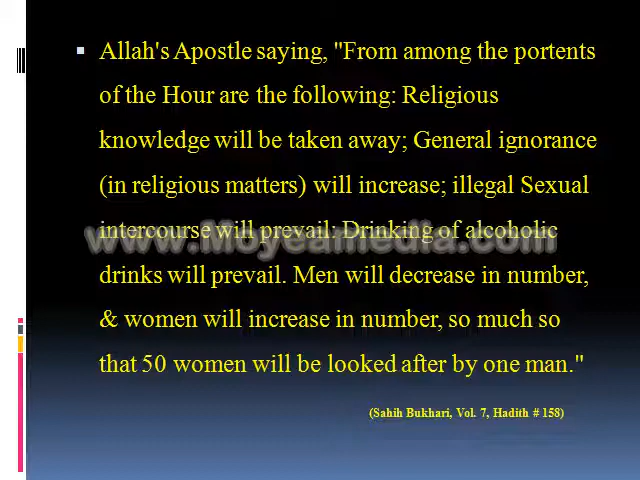 Allah's Apostle saying, "From among the portents
of the Hour are the following: Religious
knowledge will be taken away; General ignorance
(in religious matters) will increase; illegal Sexual
intercourse will prevail: Drinking of alcoholic
www.Moyeamedia.com
drinks will prevail. Men will decrease in number,
& women will increase in number, so much so
that 50 women will be looked after by one man."
(Sahih Bukhari, Vol. 7, Hadith # 158)